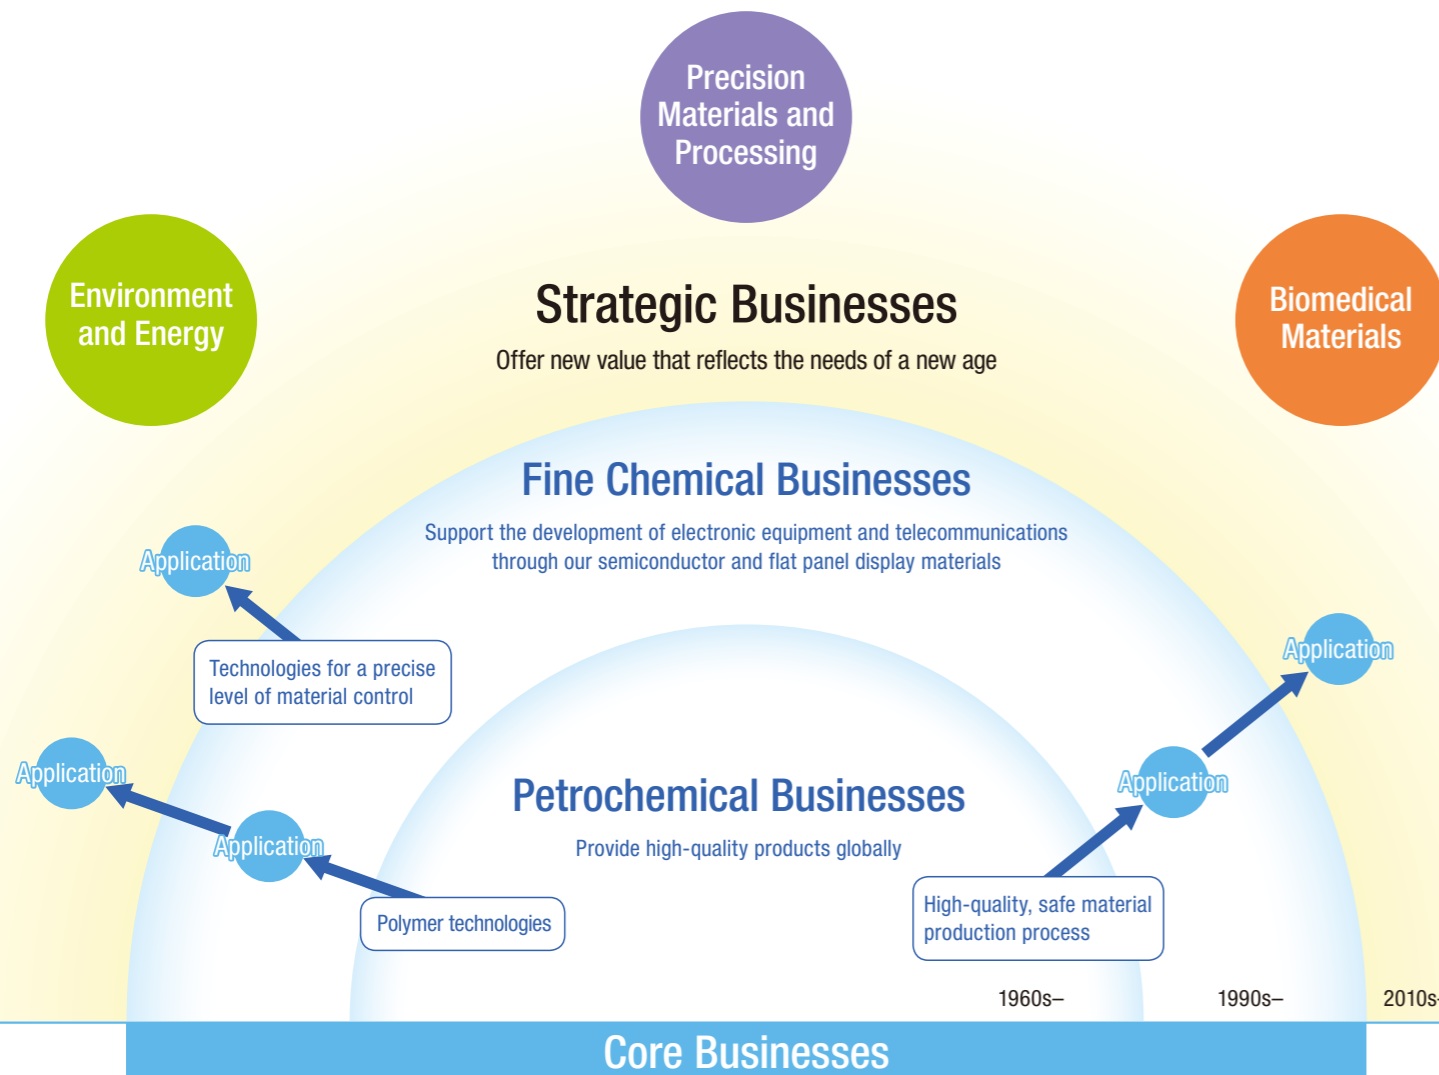 Precision
Materials and
Processing
Environment
and Energy
Biomedical
Materials
Strategic Businesses
Offer new value that reflects the needs of a new age
Fine Chemical Businesses
Support the development of electronic equipment and telecommunications
through our semiconductor and flat panel display materials
Application
Technologies for a precise
level of material control
Application
Application
Application
Application
Petrochemical Businesses
Provide high-quality products globally
Polymer technologies
High-quality, safe material
production process
1960s–
1990s–
2010s–
Core Businesses